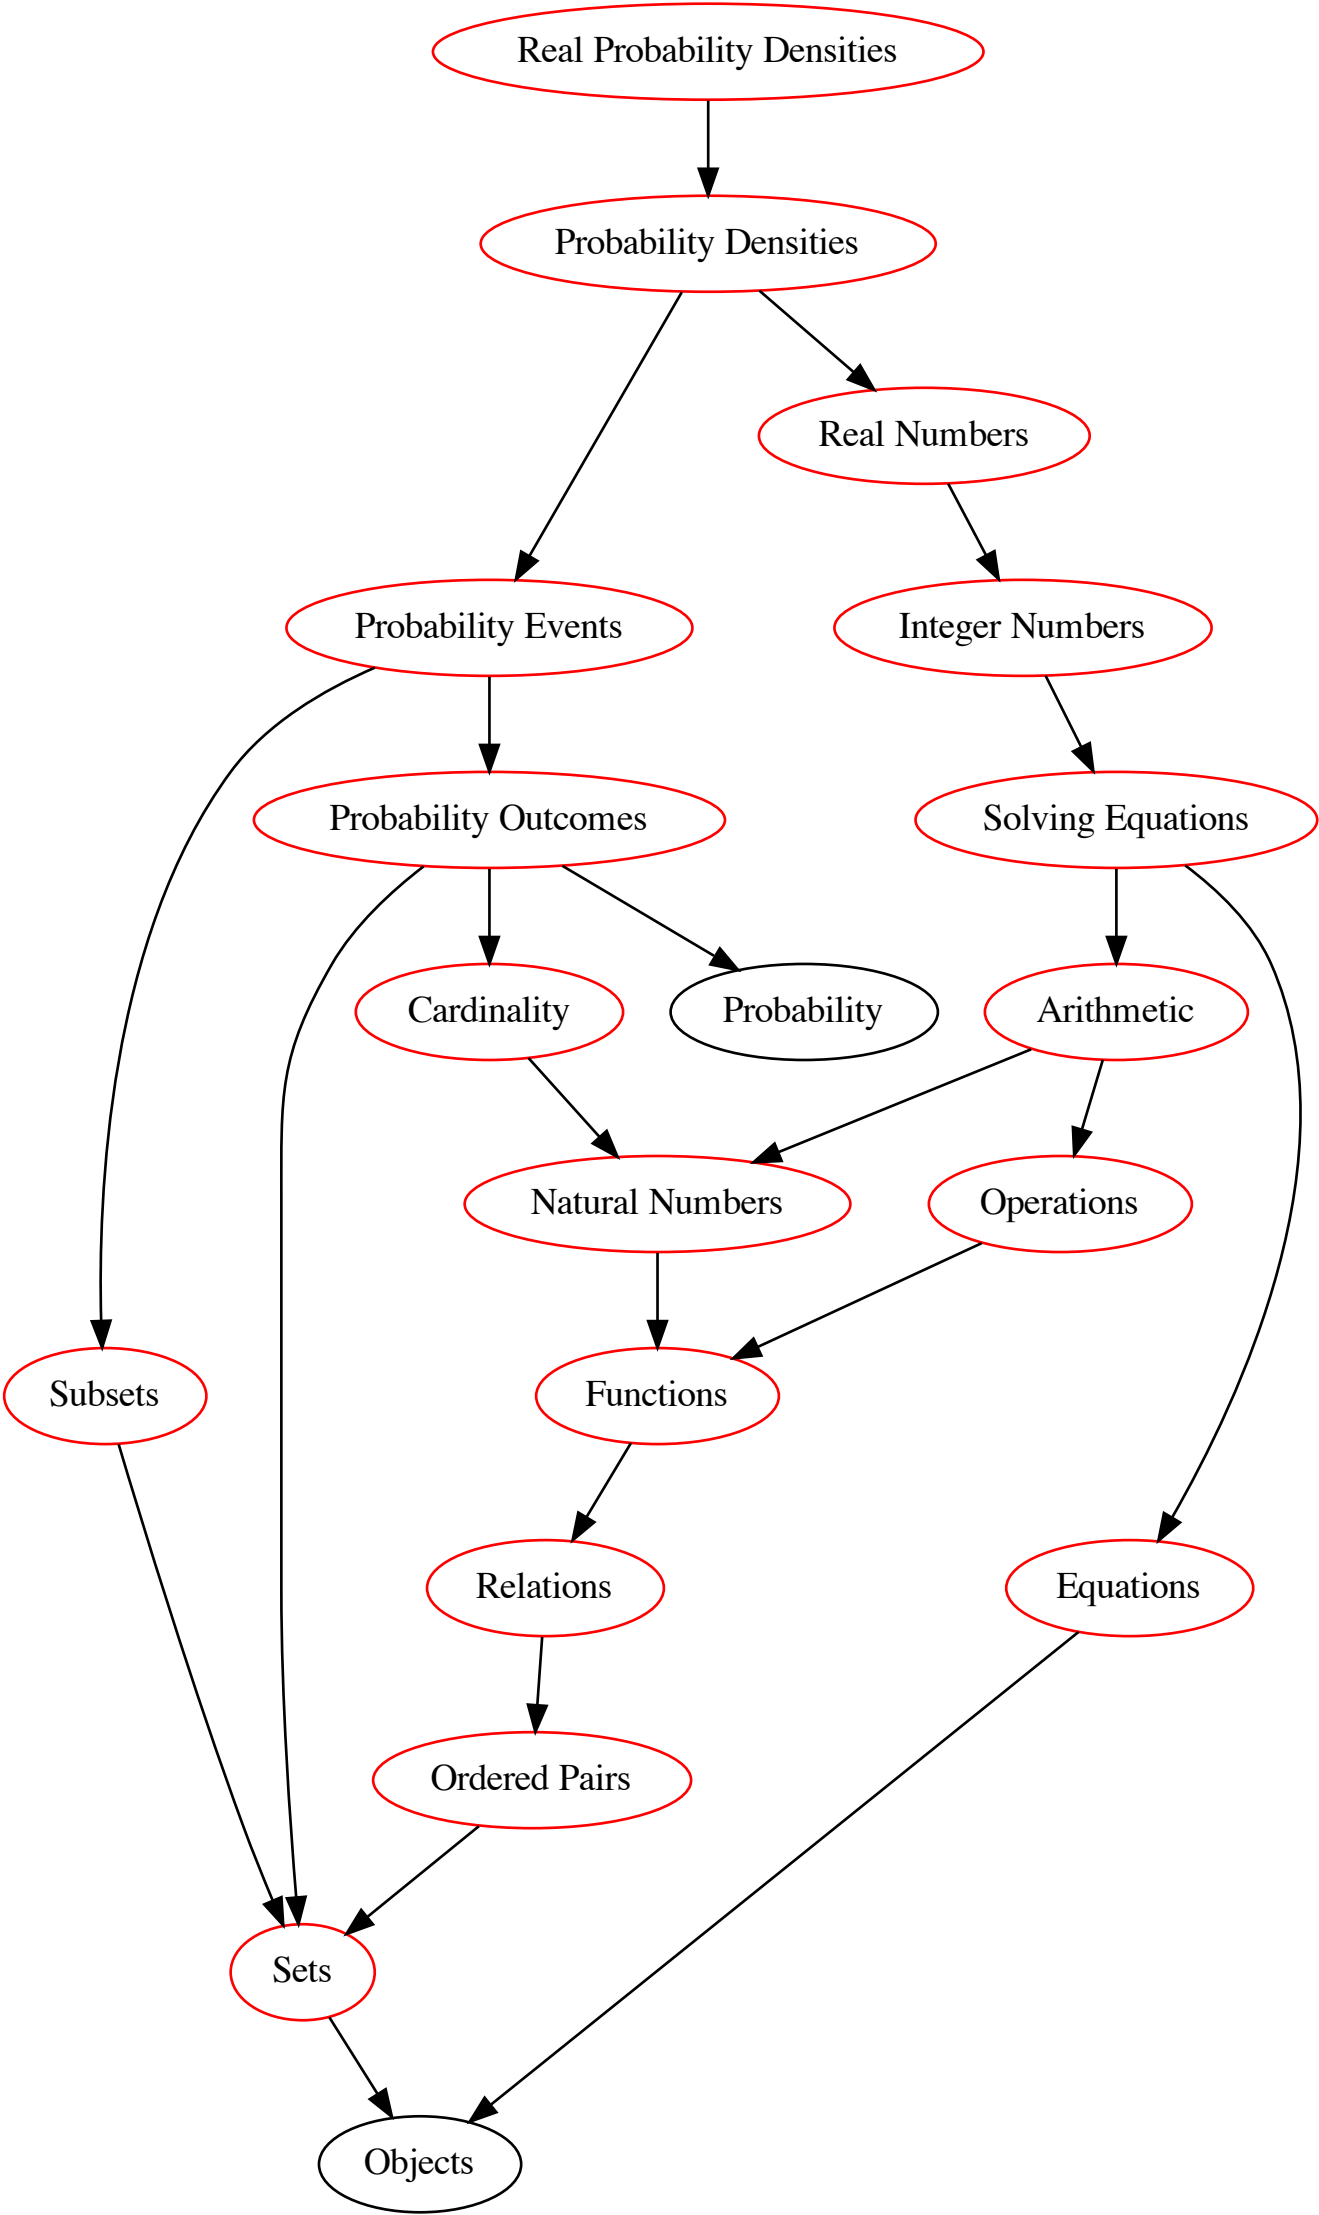 Real Probability Densities
Probability Densities
Real Numbers
Probability Events
Integer Numbers
Probability Outcomes
Solving Equations
Cardinality
Probability
Arithmetic
Natural Numbers
Operations
Subsets
Functions
Relations
Equations
Ordered Pairs
Sets
Objects